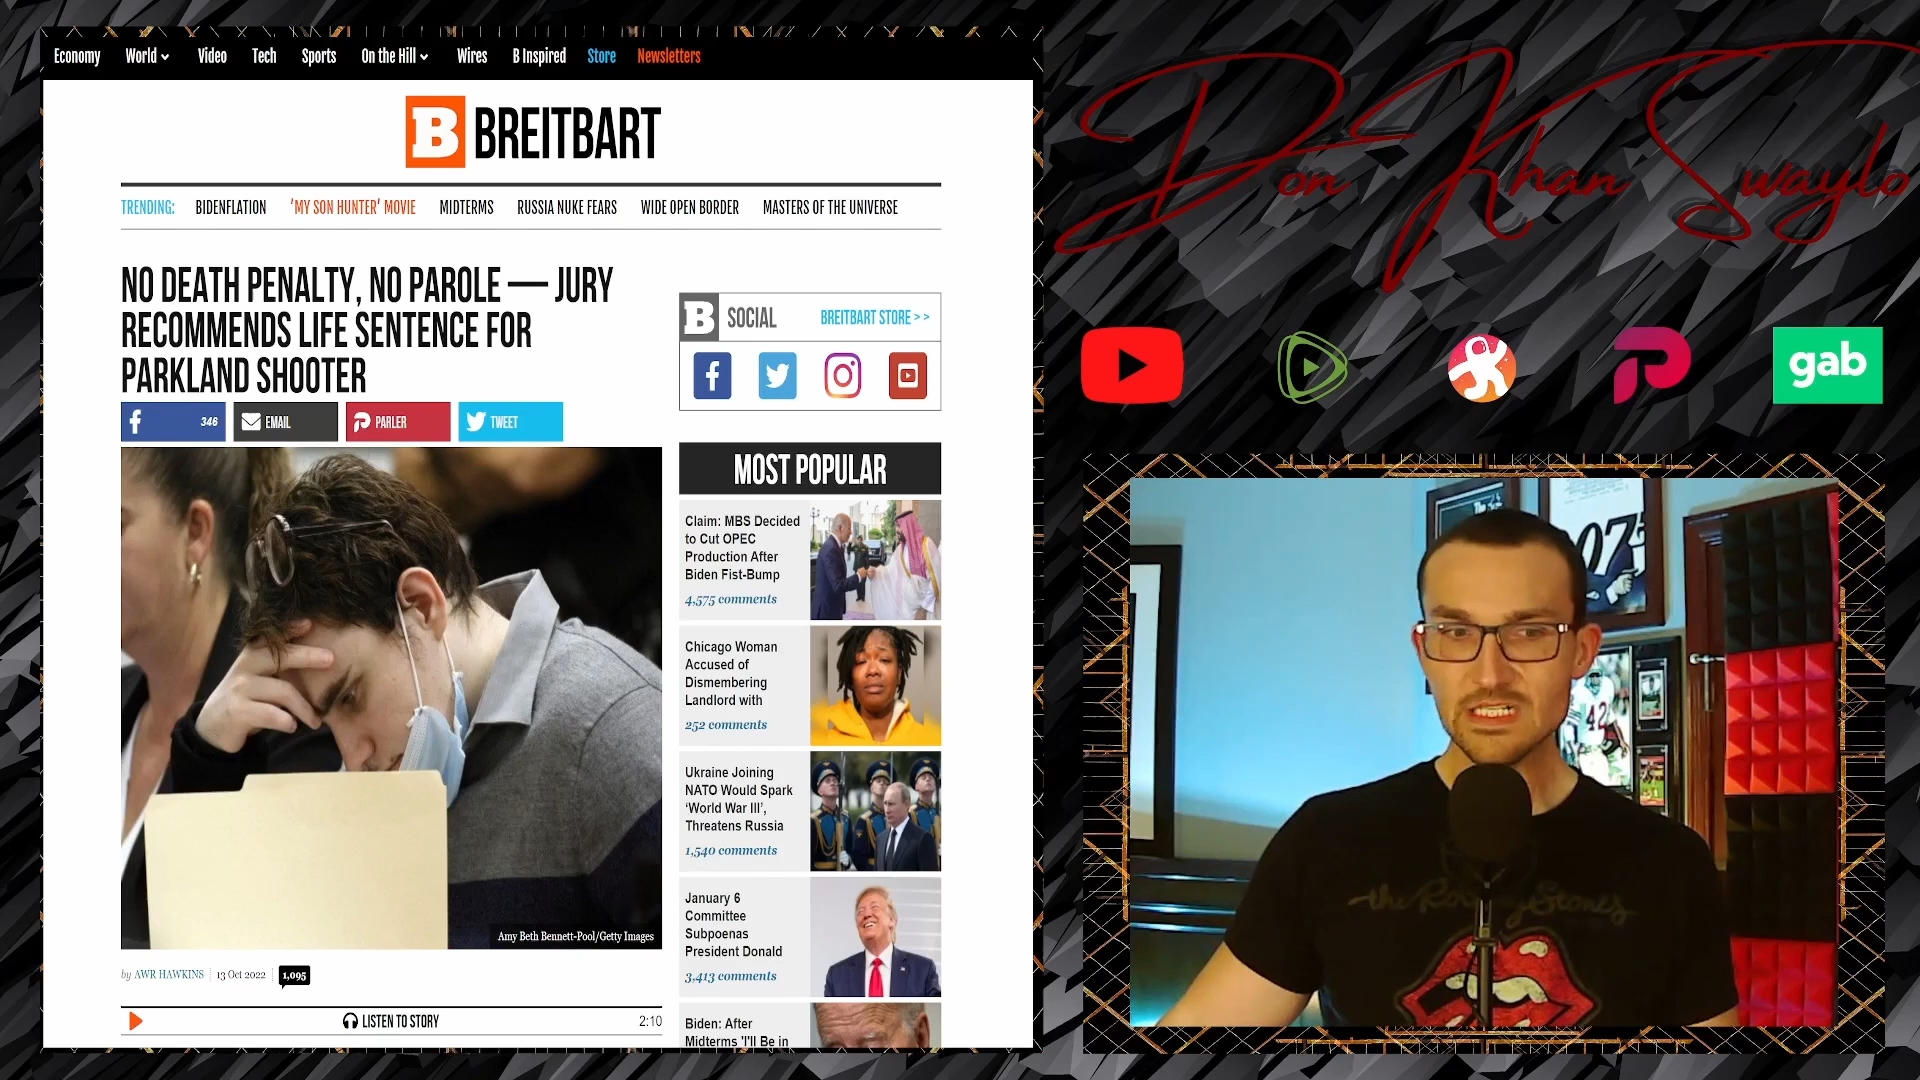 Economy World Video Tech Sports On the Hill Wires B Inspired Store Newsletters
B BREITBART
TRENDING: BIDENFLATION 'MY SON HUNTER' MOVIE MIDTERMS RUSSIA NUKE FEARS WIDE OPEN BORDER MASTERS OF THE UNIVERSE
NO DEATH PENALTY, NO PAROLE — JURY
RECOMMENDS LIFE SENTENCE FOR
PARKLAND SHOOTER
346 EMAIL PARLER TWEET
Amy Beth Bennett-Pool/Getty Images
by AWR HAWKINS 13 Oct 2022 1,095
LISTEN TO STORY 2:10
B SOCIAL BREITBART STORE >>
MOST POPULAR
Claim: MBS Decided
to Cut OPEC
Production After
Biden Fist-Bump
4,575 comments
Chicago Woman
Accused of
Dismembering
Landlord with
252 comments
Ukraine Joining
NATO Would Spark
‘World War III’,
Threatens Russia
1,540 comments
January 6
Committee
Subpoenas
President Donald
3,413 comments
Biden: After
Midterms 'I'll Be in
Don Khan Swaylo
gab
The
007
42
the Rolling Stones